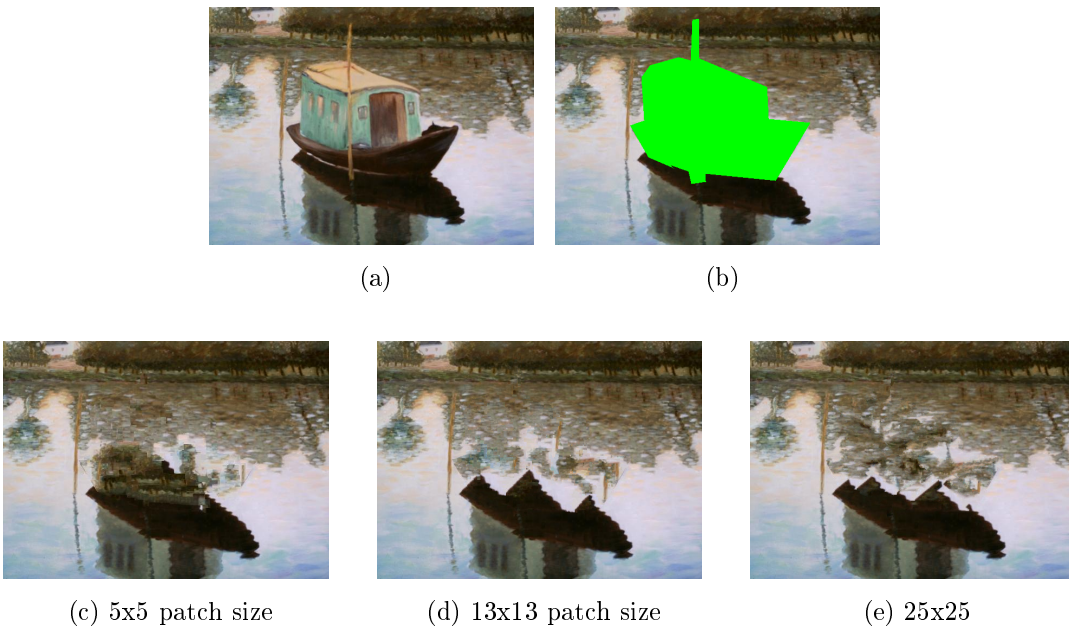 (a)
(b)
(c) 5x5 patch size
(d) 13x13 patch size
(e) 25x25